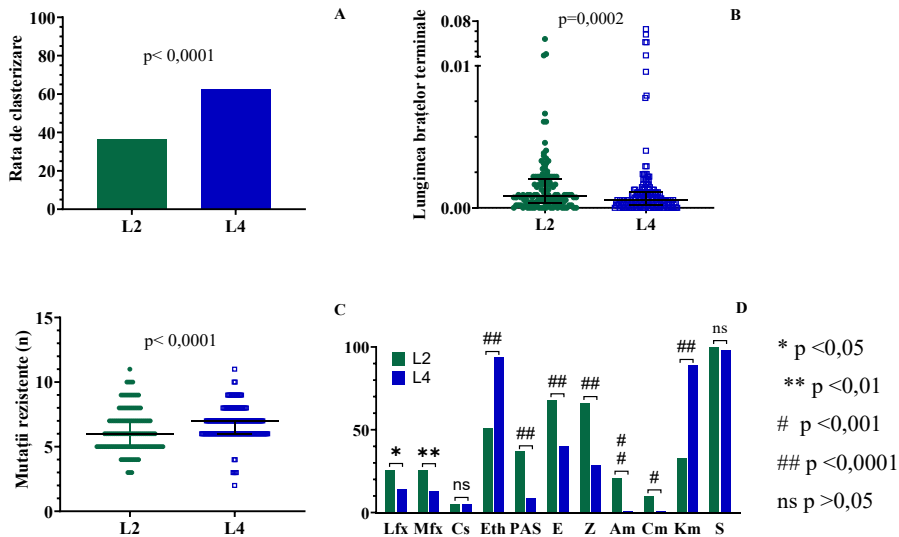 A
Rata de clasterizare
100
80
60
40
20
0
p< 0,0001
L2 L4
B
Lungimea brațelor terminale
0.08
0.01
0.00
p=0,0002
L2 L4
C
Mutații rezistente (n)
15
10
5
0
p< 0,0001
L2 L4
D
100
50
0
L2
L4
*
**
ns
##
##
##
##
#
#
#
##
ns
Lfx Mfx Cs Eth PAS E Z Am Cm Km S
* p <0,05
** p <0,01
# p <0,001
## p <0,0001
ns p >0,05